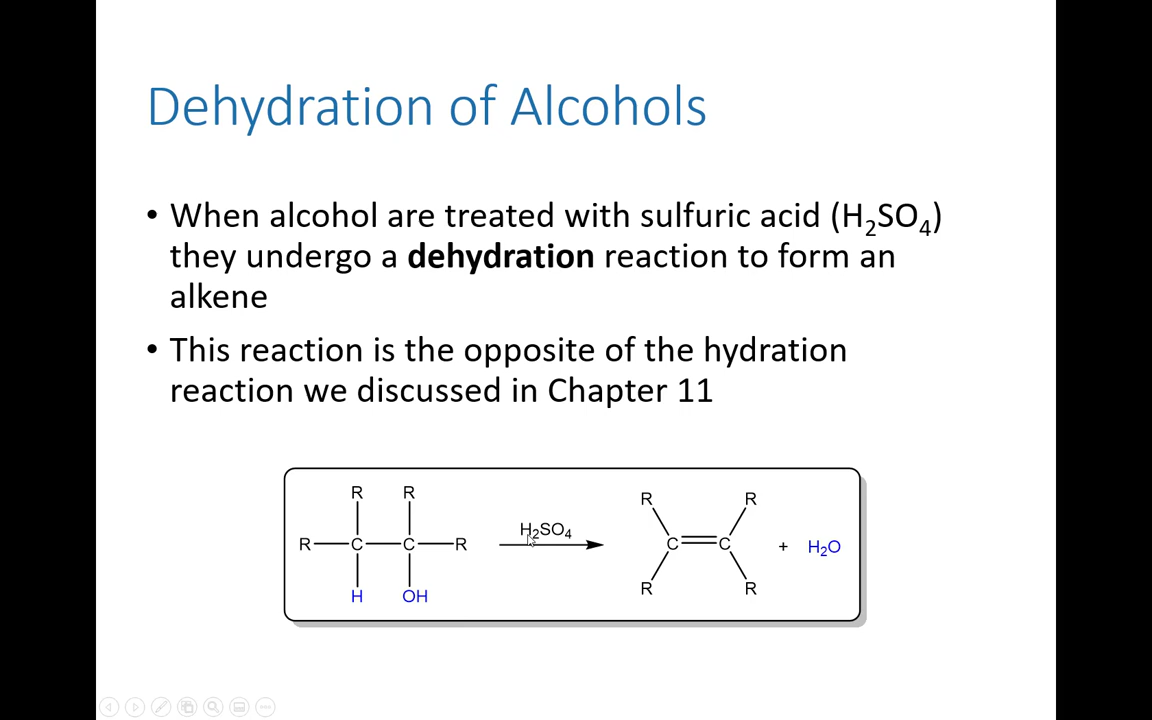 Dehydration of Alcohols
• When alcohol are treated with sulfuric acid (H₂SO₄)
they undergo a dehydration reaction to form an
alkene
• This reaction is the opposite of the hydration
reaction we discussed in Chapter 11
R R R R
H₂SO₄
R C C R C C + H₂O
H OH R R